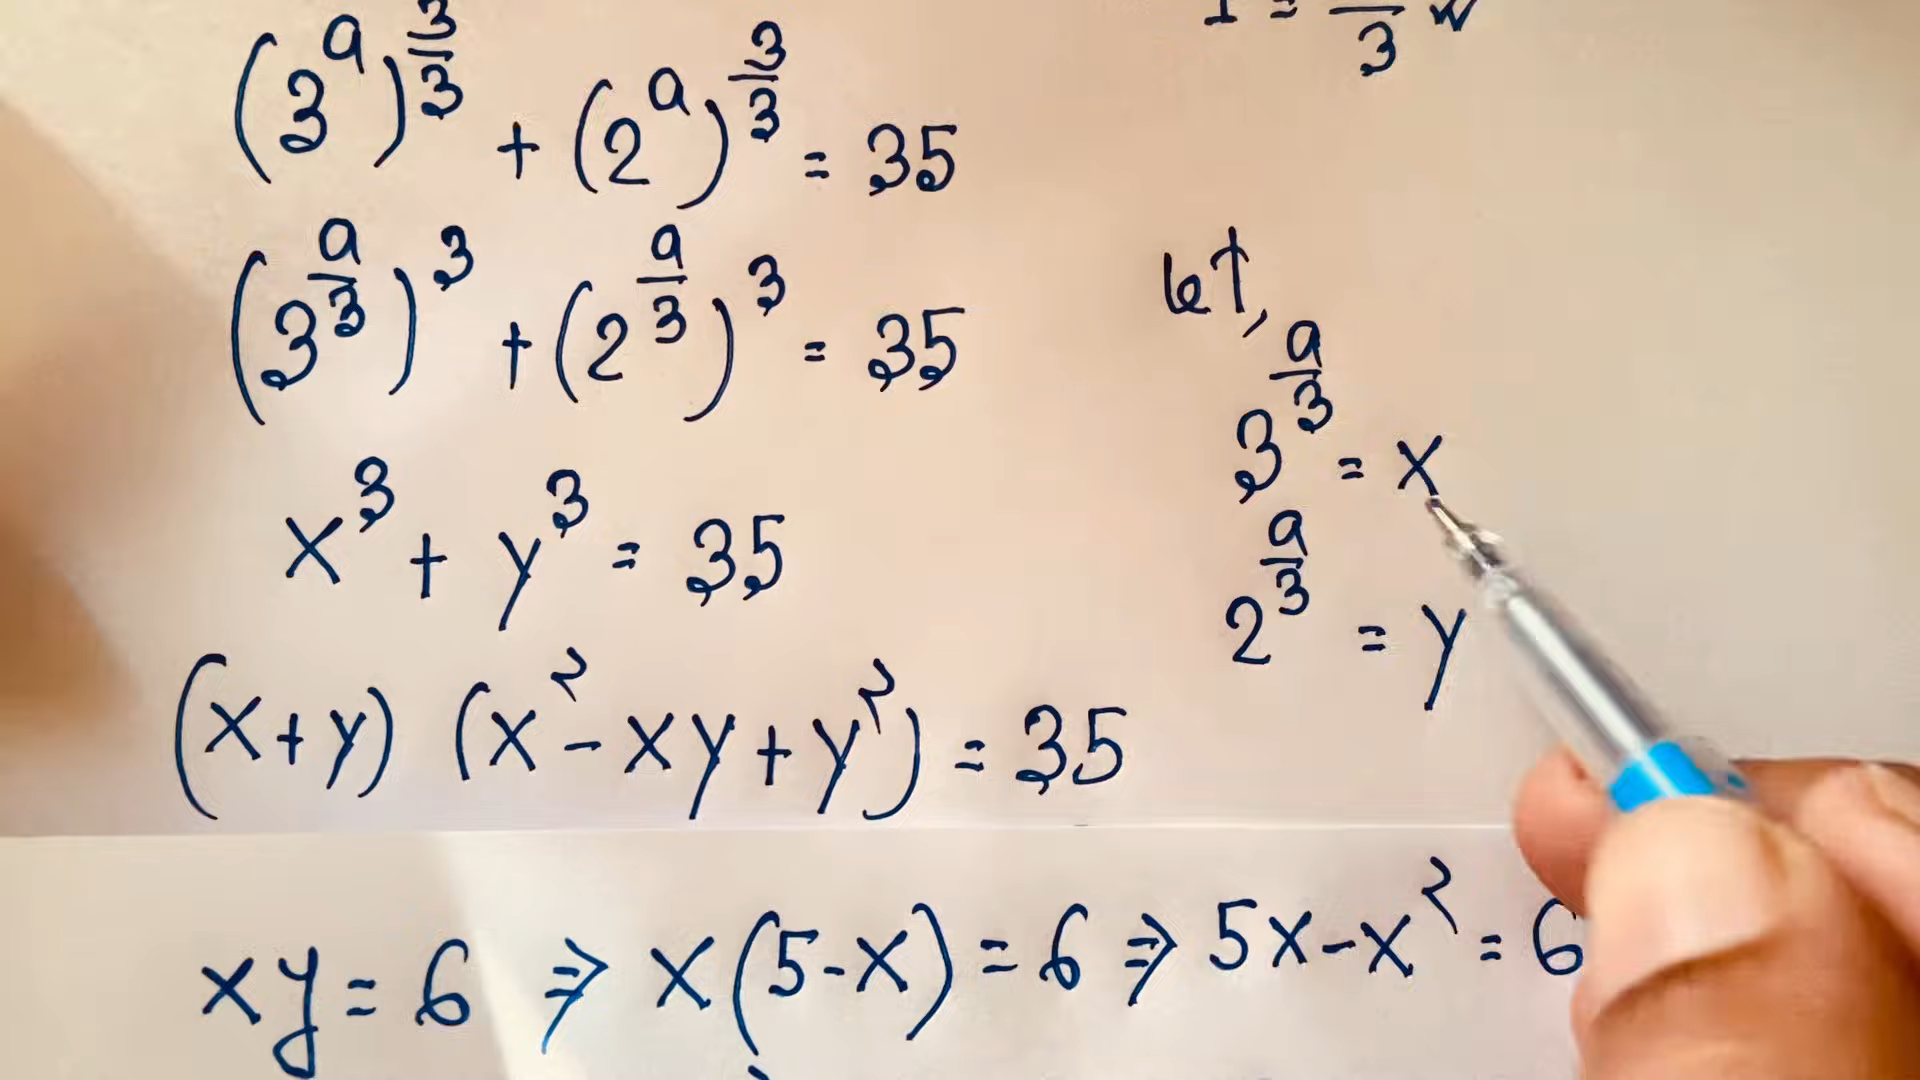 (3^a)^(3/3) + (2^a)^(3/3) = 35
(3^(a/3))^3 + (2^(a/3))^3 = 35
x^3 + y^3 = 35
(x+y) (x^2 - xy + y^2) = 35
let,
3^(a/3) = x
2^(a/3) = y
xy = 6 ⇒ x(5-x) = 6 ⇒ 5x - x^2 = 6